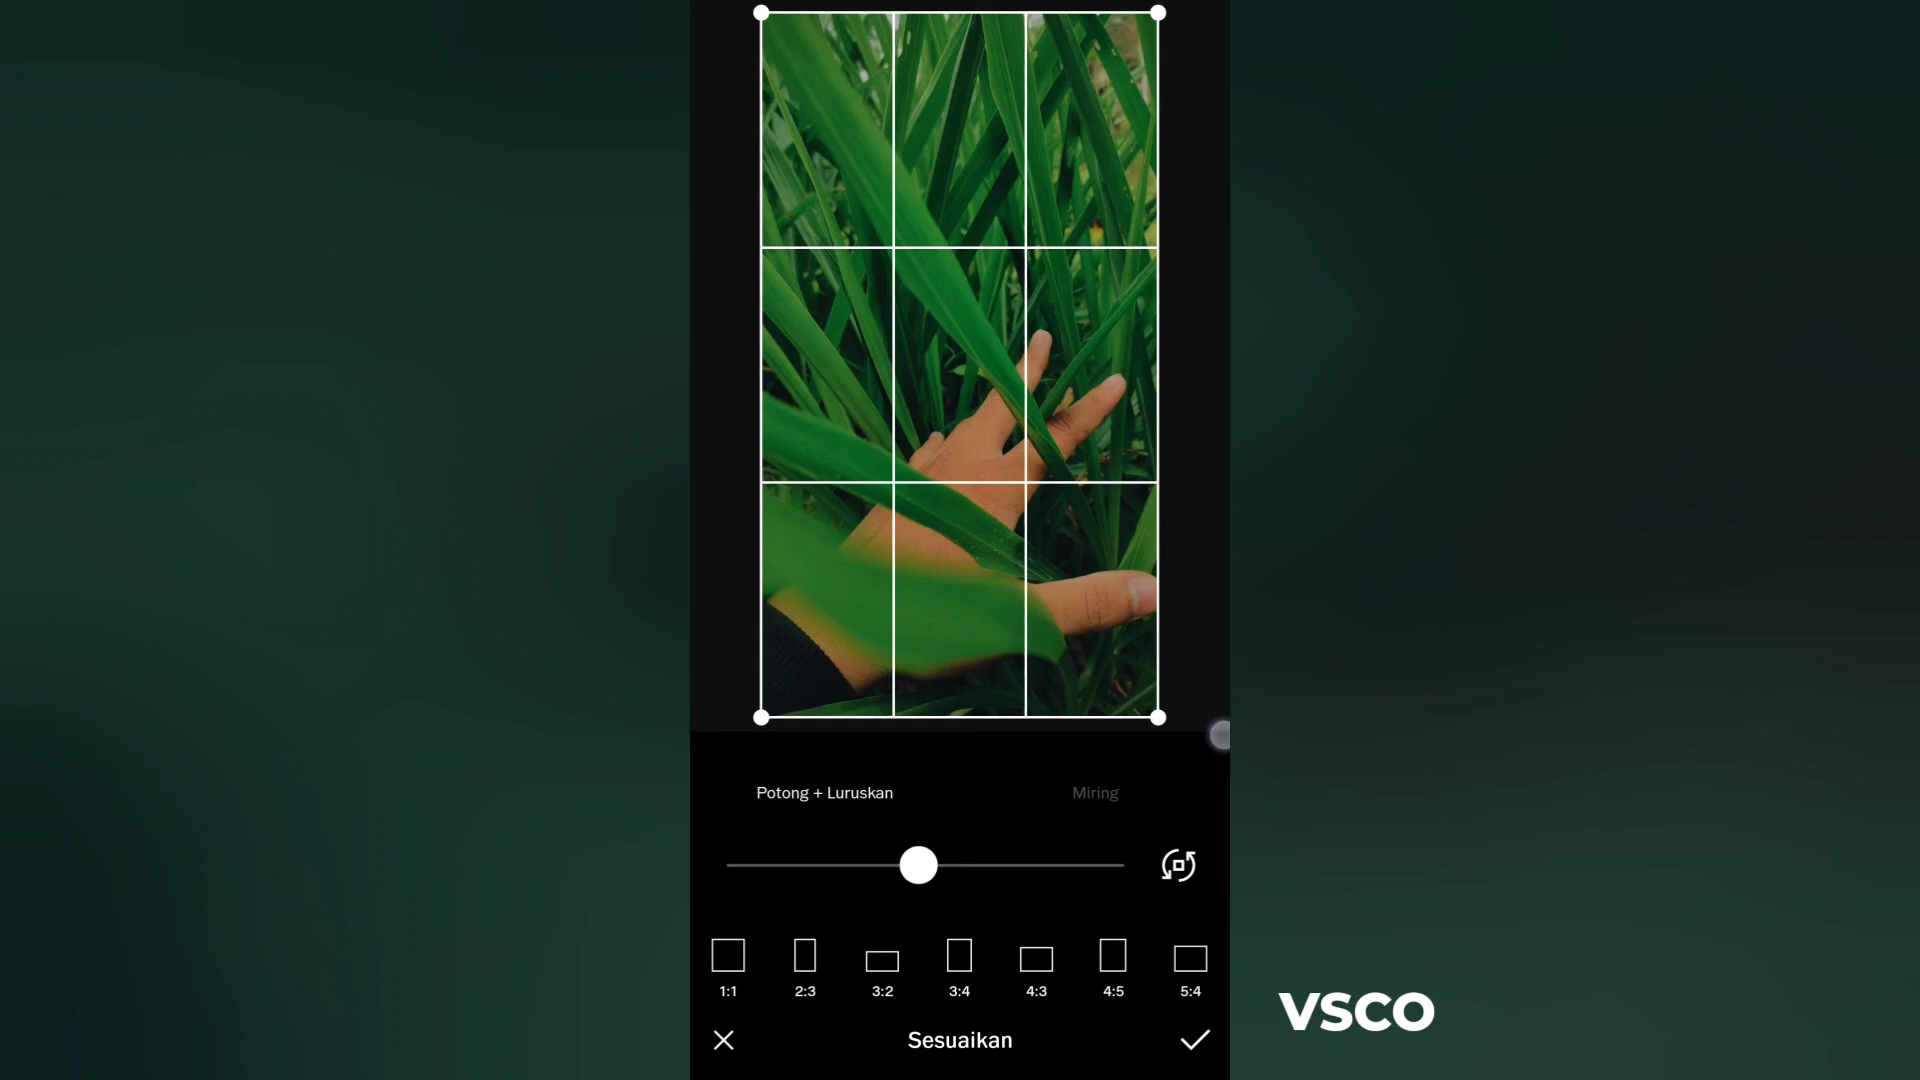 Potong + Luruskan
Miring
1:1
2:3
3:2
3:4
4:3
4:5
5:4
Sesuaikan
VSCO